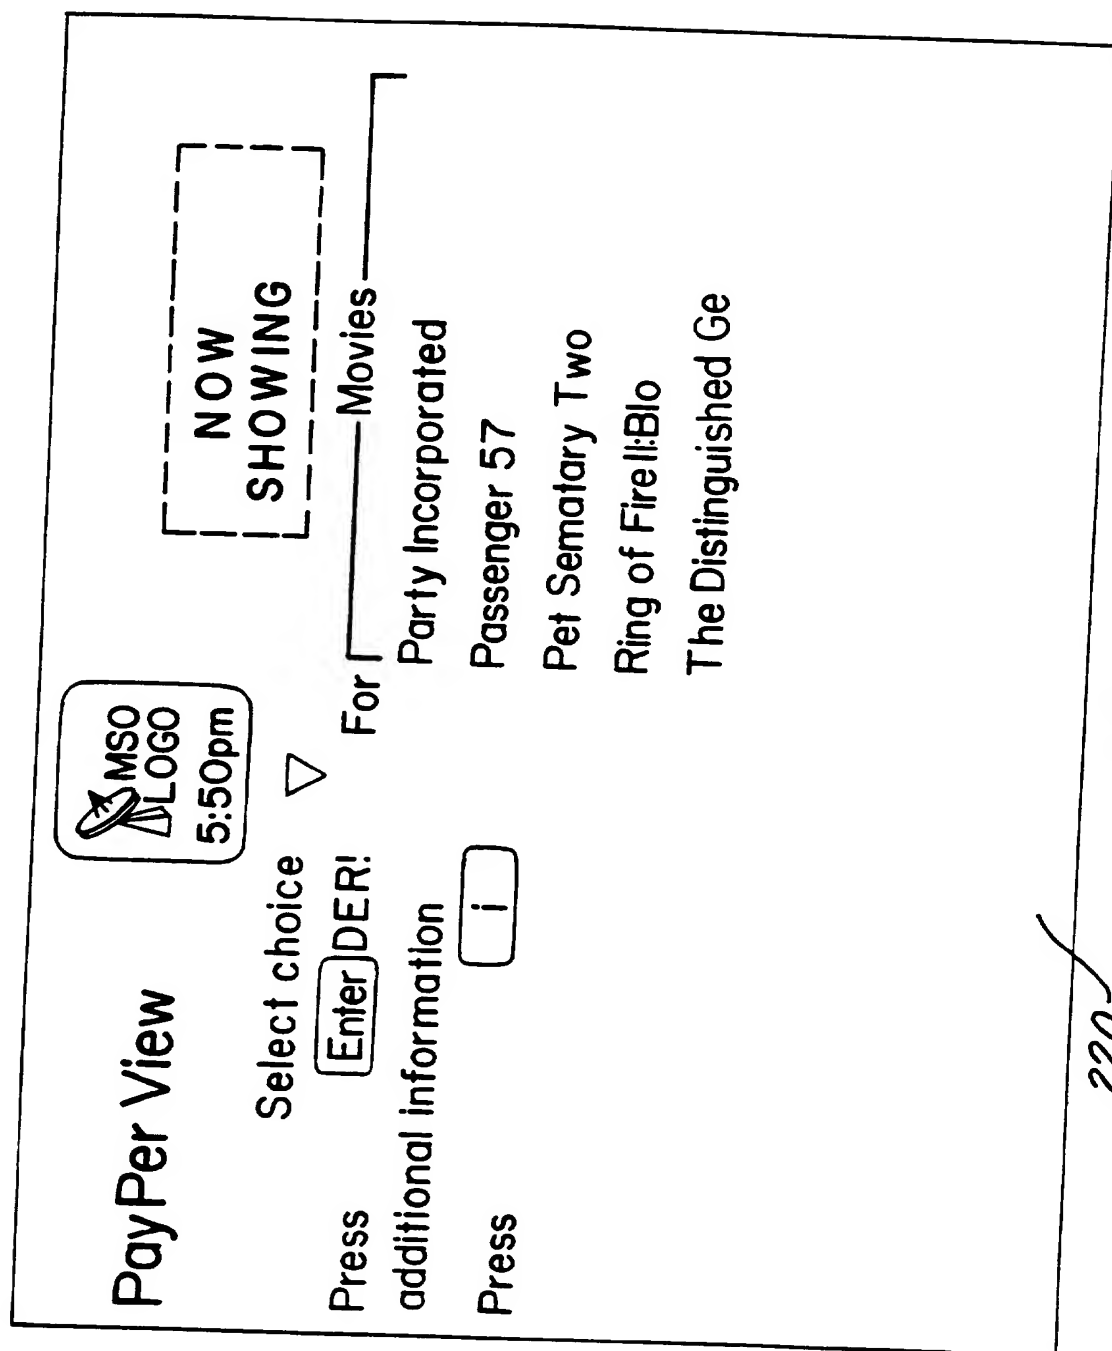 PayPer View
MSO
LOGO
5:50pm
NOW
SHOWING
Select choice
Press Enter DER! For
additional information
Press i
Movies
Party Incorporated
Passenger 57
Pet Sematary Two
Ring of Fire II:Blo
The Distinguished Ge
220